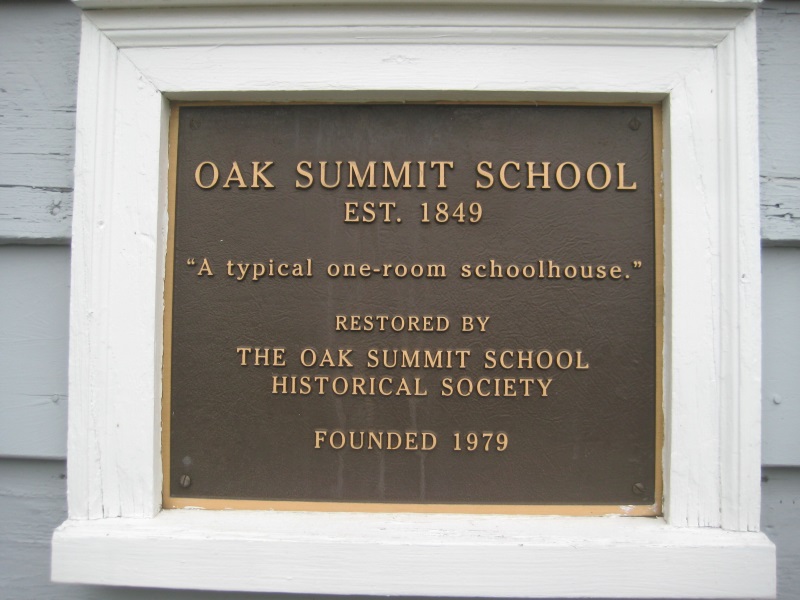 OAK SUMMIT SCHOOL
EST. 1849
“A typical one-room schoolhouse.”
RESTORED BY
THE OAK SUMMIT SCHOOL
HISTORICAL SOCIETY
FOUNDED 1979